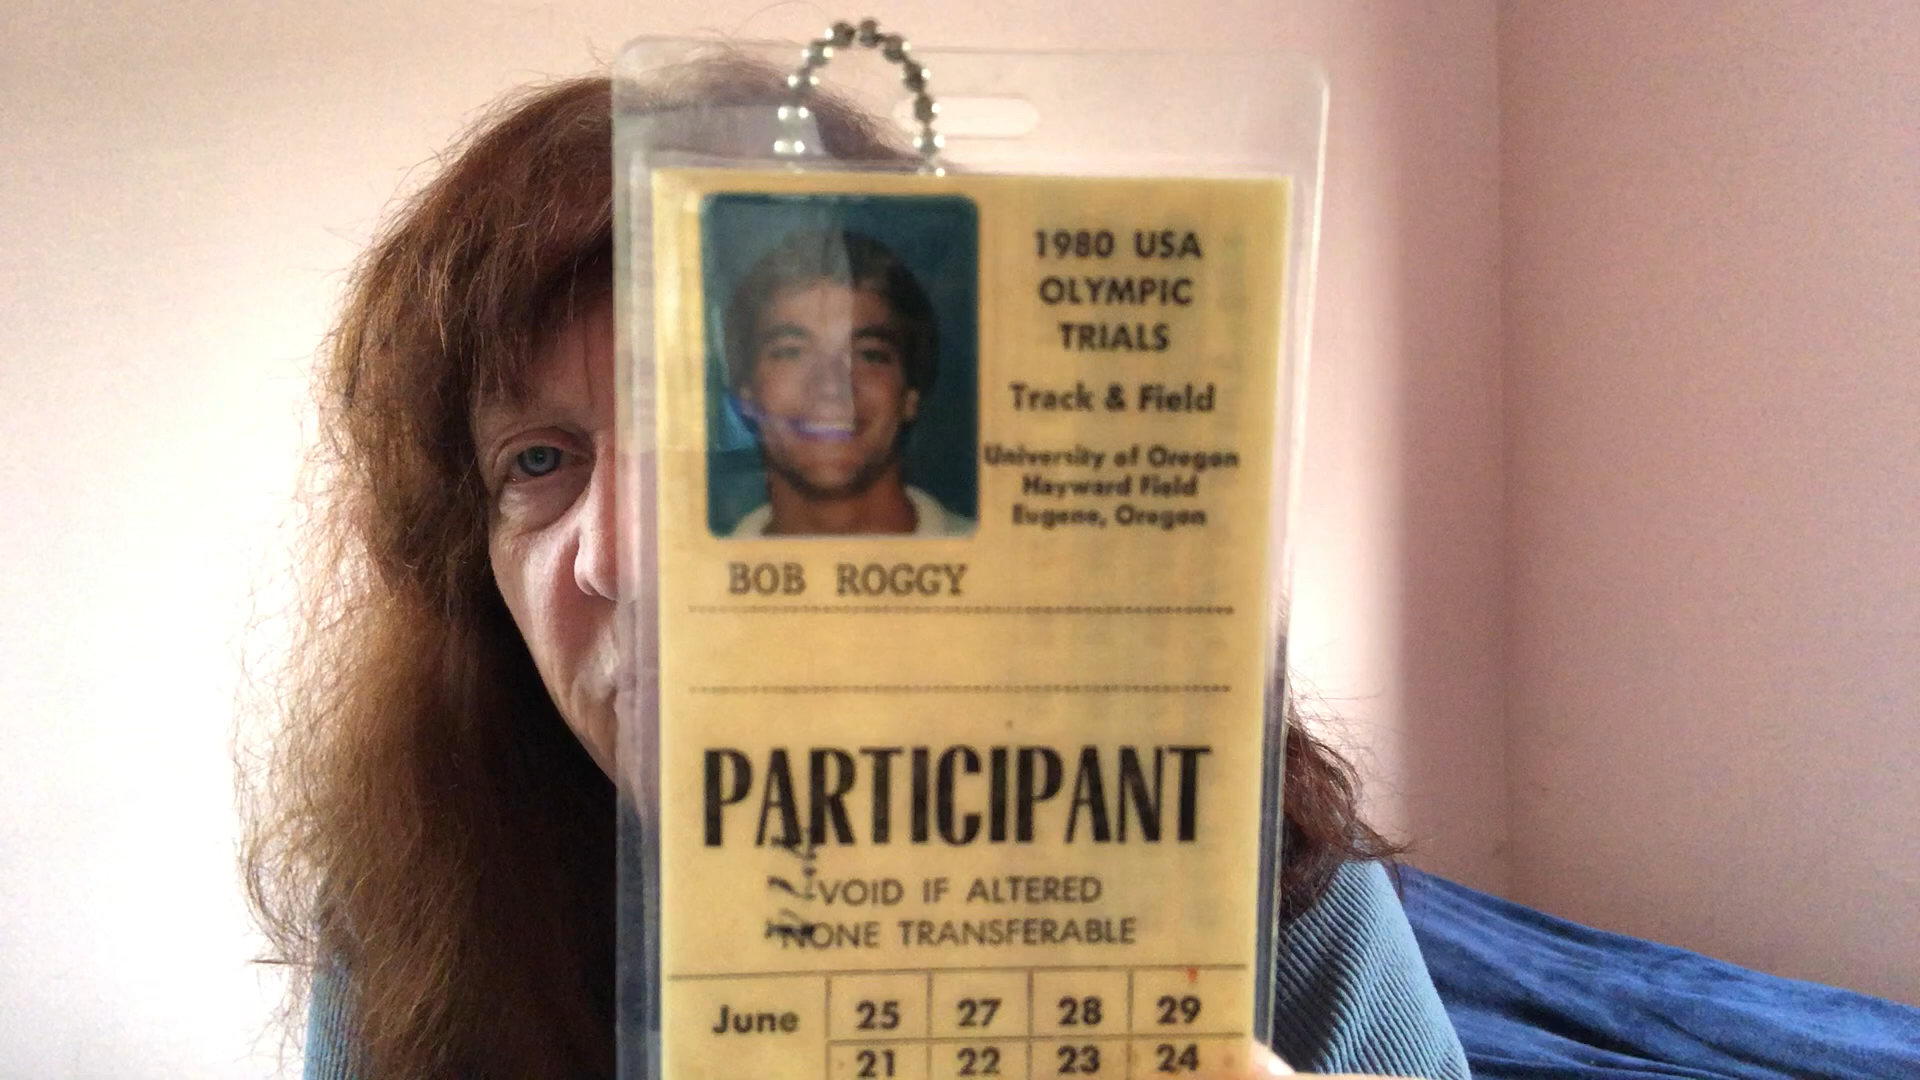 1980 USA
OLYMPIC
TRIALS
Track & Field
University of Oregon
Hayward Field
Eugene, Oregon
BOB ROGGY
PARTICIPANT
VOID IF ALTERED
NONE TRANSFERABLE
June 25 27 28 29
21 22 23 24